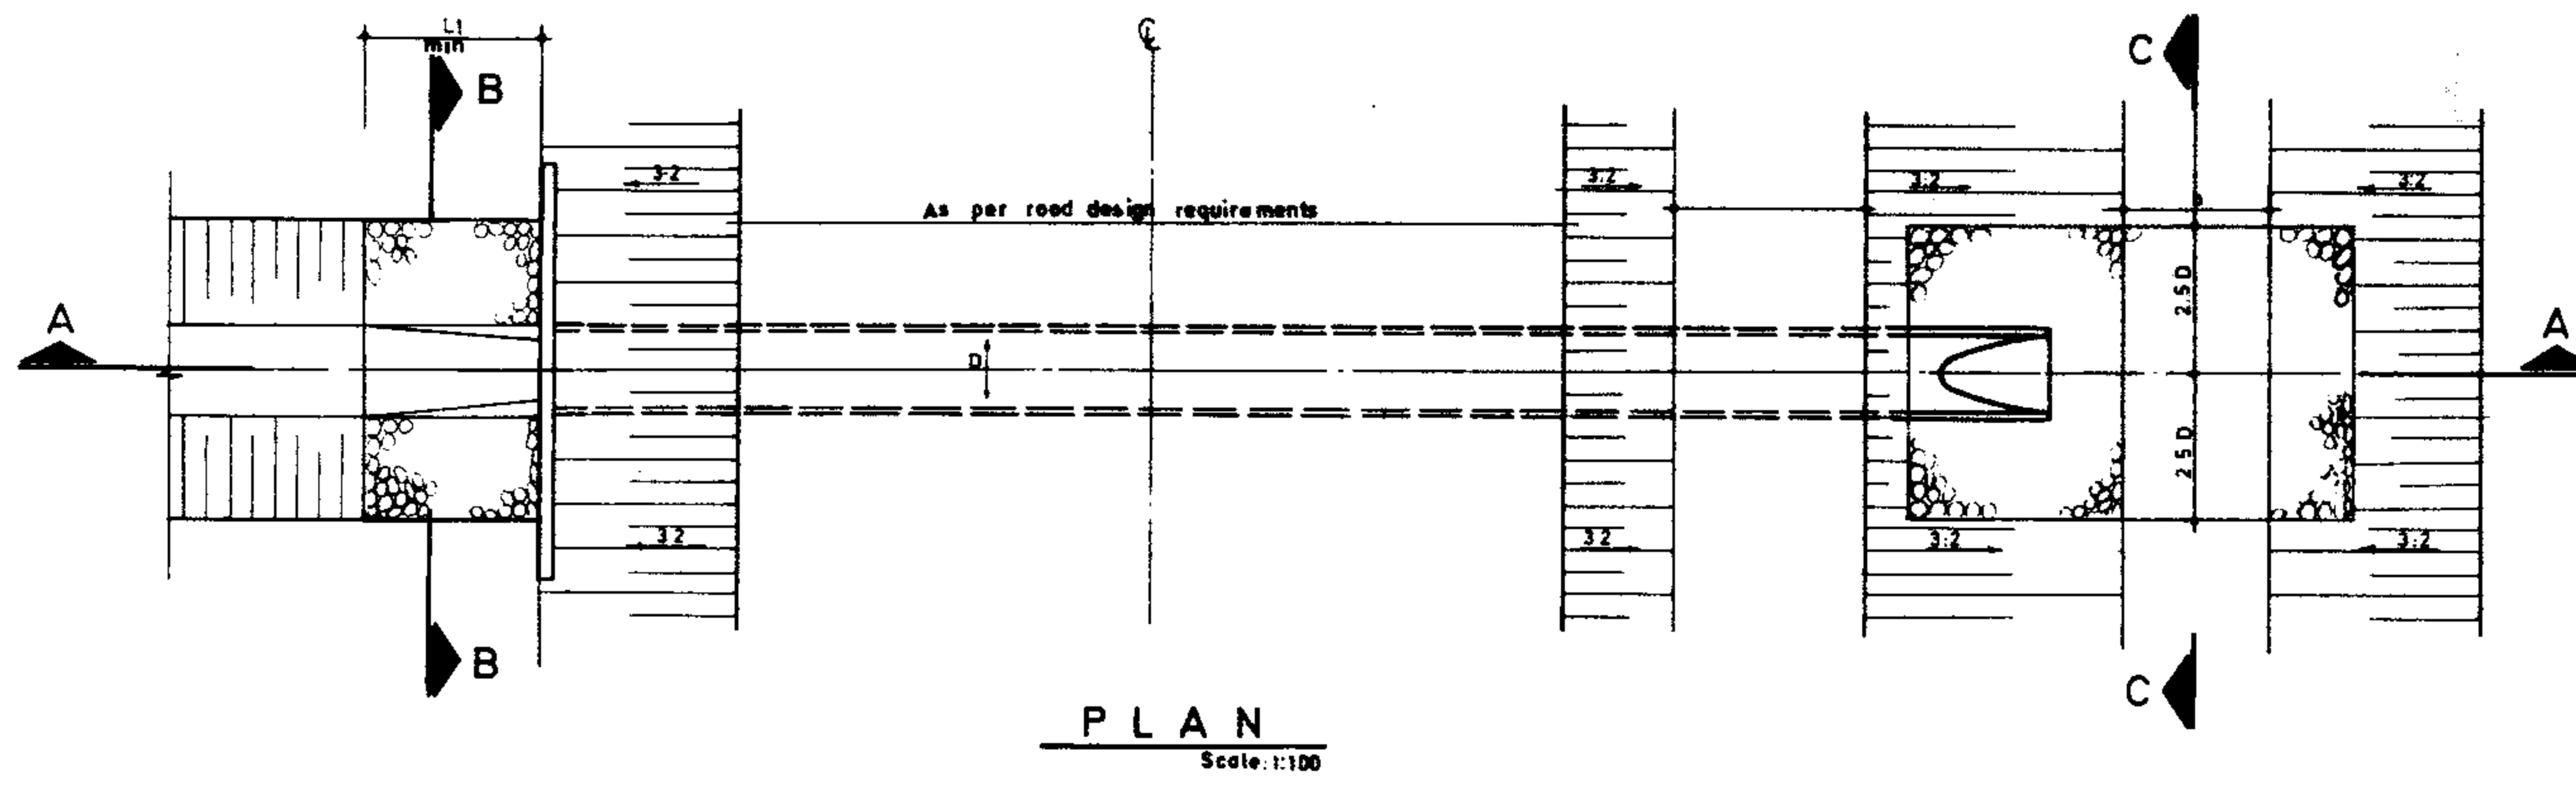 L1
min
℄
B
C
3:2
3:2
3:2
3:2
b
As per road design requirements
2.5 D
A
D
A
2.5 D
3:2
3:2
3:2
3:2
B
C
PLAN
Scale: 1:100